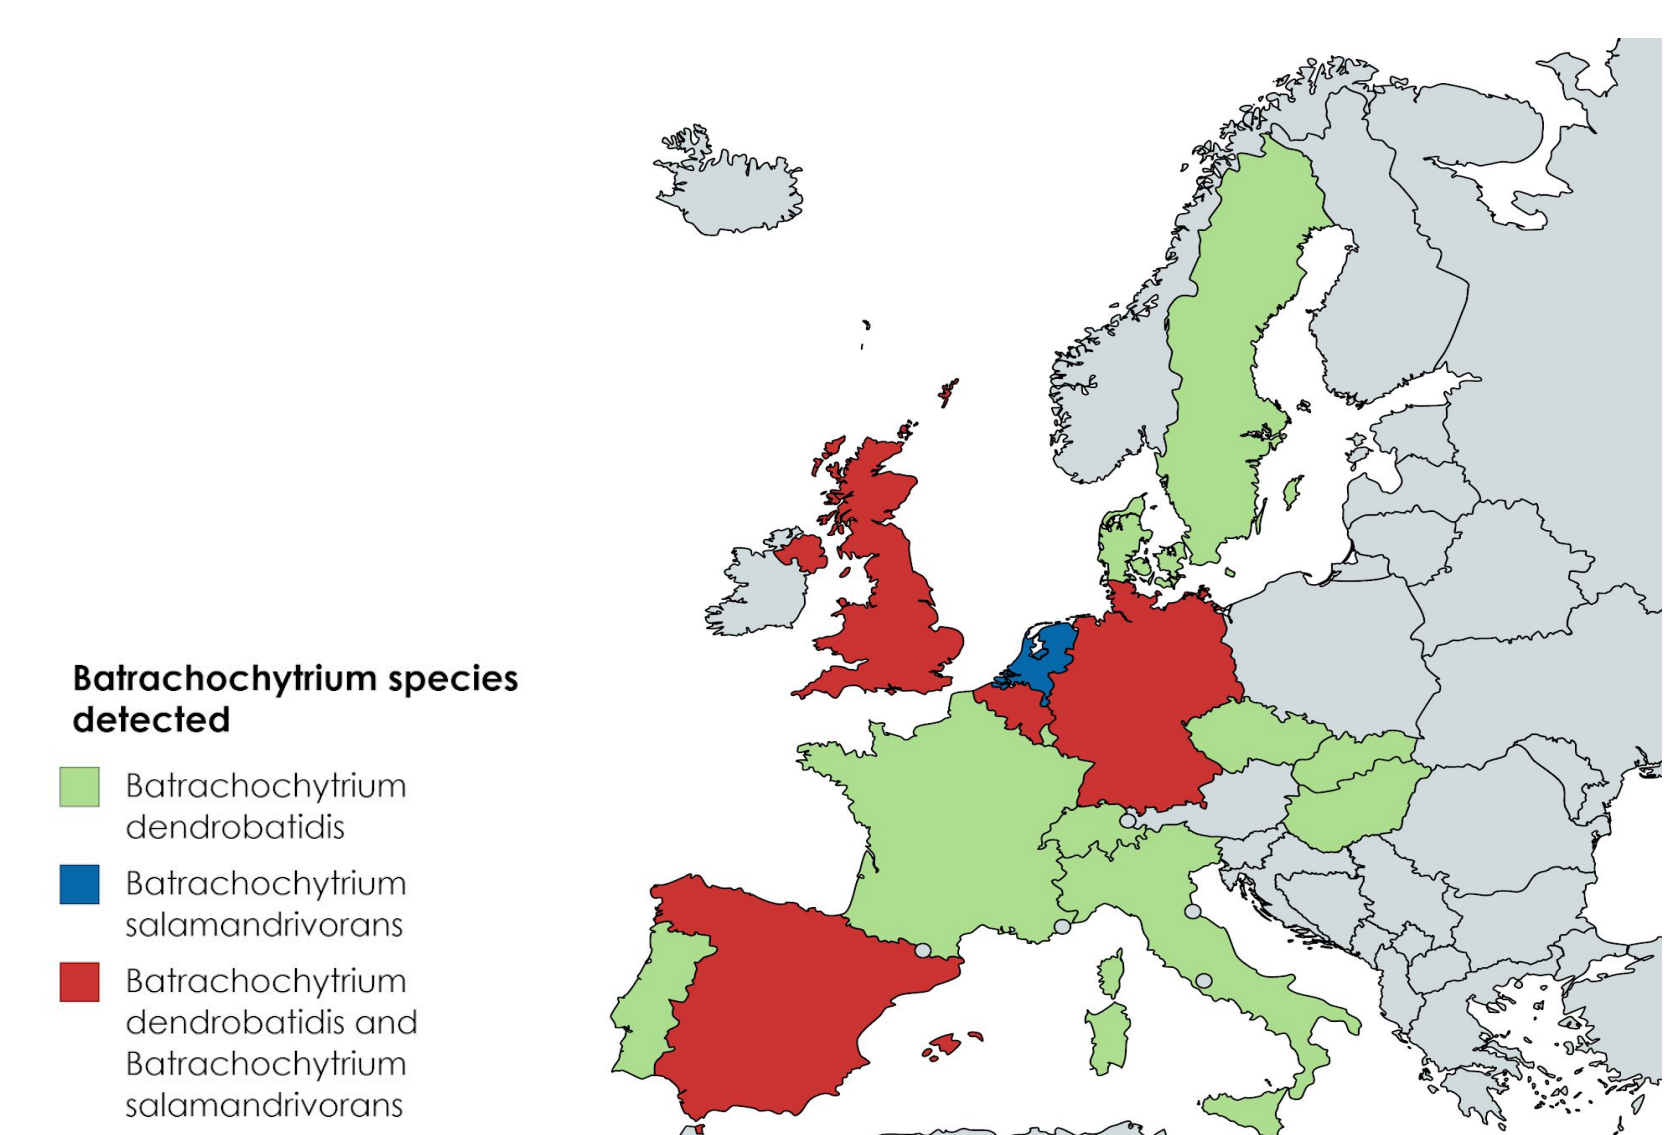 Batrachochytrium species
detected
Batrachochytrium
dendrobatidis
Batrachochytrium
salamandrivorans
Batrachochytrium
dendrobatidis and
Batrachochytrium
salamandrivorans